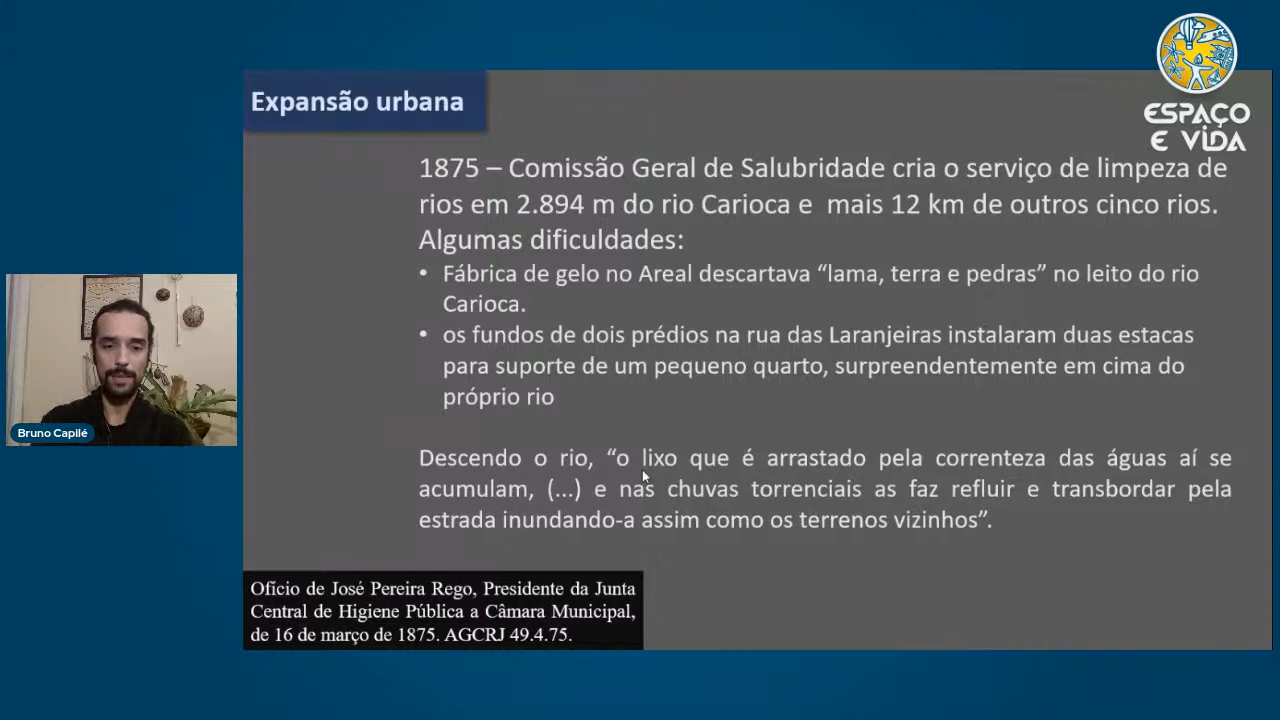 ESPAÇO
E VIDA
Expansão urbana
1875 – Comissão Geral de Salubridade cria o serviço de limpeza de
rios em 2.894 m do rio Carioca e mais 12 km de outros cinco rios.
Algumas dificuldades:
• Fábrica de gelo no Areal descartava “lama, terra e pedras” no leito do rio
Carioca.
• os fundos de dois prédios na rua das Laranjeiras instalaram duas estacas
para suporte de um pequeno quarto, surpreendentemente em cima do
próprio rio
Descendo o rio, “o lixo que é arrastado pela correnteza das águas aí se
acumulam, (...) e nas chuvas torrenciais as faz refluir e transbordar pela
estrada inundando-a assim como os terrenos vizinhos”.
Bruno Capilé
Ofício de José Pereira Rego, Presidente da Junta
Central de Higiene Pública a Câmara Municipal,
de 16 de março de 1875. AGCRJ 49.4.75.